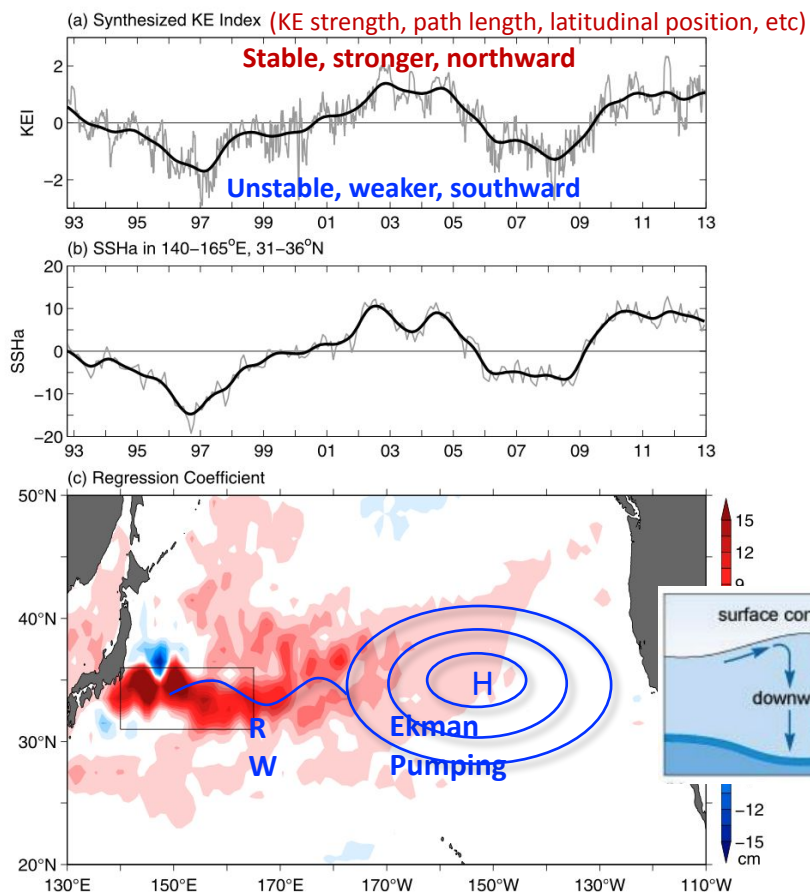 (a) Synthesized KE Index (KE strength, path length, latitudinal position, etc)
Stable, stronger, northward
2
0
-2
KEI
Unstable, weaker, southward
93 95 97 99 01 03 05 07 09 11 13
(b) SSHa in 140–165°E, 31–36°N
20
10
0
-10
-20
SSHa
93 95 97 99 01 03 05 07 09 11 13
(c) Regression Coefficient
50°N
40°N
30°N
20°N
15
12
9
surface con
downw
H
R
W
Ekman
Pumping
-12
-15
cm
130°E 150°E 170°E 170°W 150°W 130°W 110°W